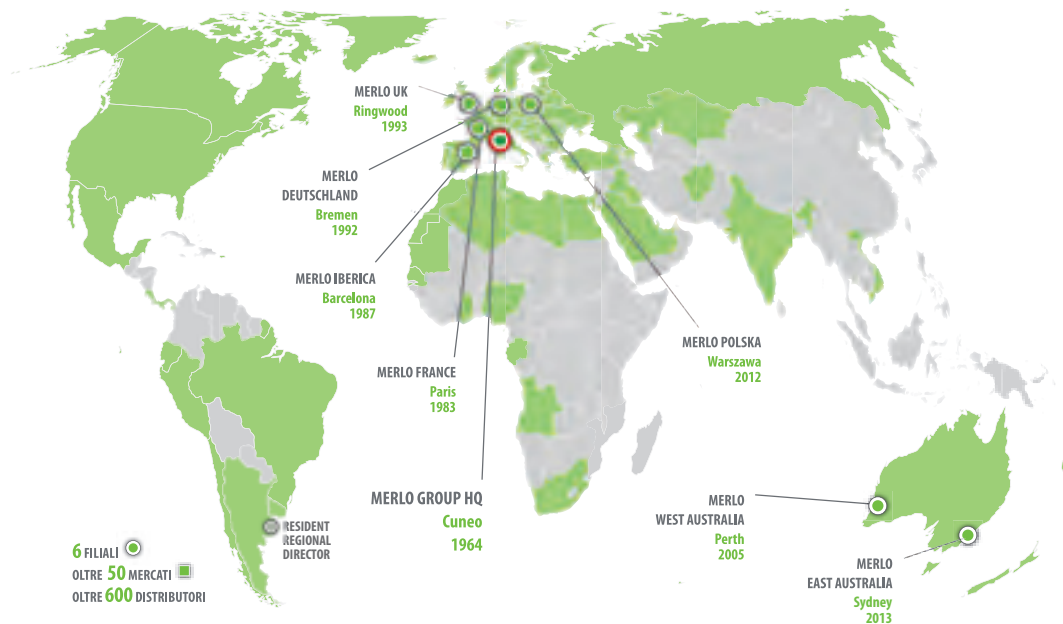 MERLO UK
Ringwood
1993
MERLO
DEUTSCHLAND
Bremen
1992
MERLO IBERICA
Barcelona
1987
MERLO FRANCE
Paris
1983
MERLO GROUP HQ
Cuneo
1964
MERLO POLSKA
Warszawa
2012
MERLO
WEST AUSTRALIA
Perth
2005
MERLO
EAST AUSTRALIA
Sydney
2013
RESIDENT
REGIONAL
DIRECTOR
6 FILIALI
OLTRE 50 MERCATI
OLTRE 600 DISTRIBUTORI